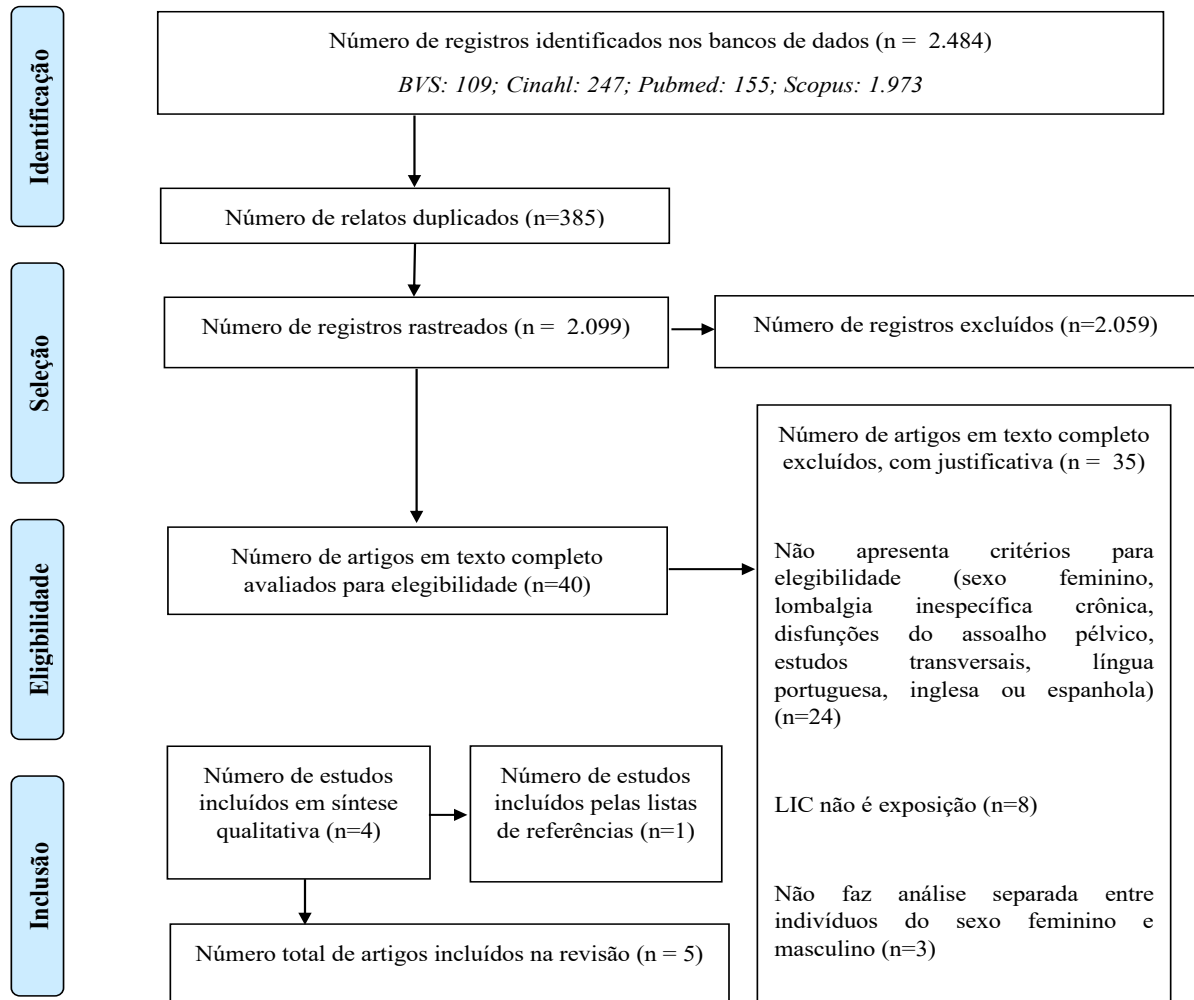 Identificação
Número de registros identificados nos bancos de dados (n = 2.484)
BVS: 109; Cinahl: 247; Pubmed: 155; Scopus: 1.973
Número de relatos duplicados (n=385)
Seleção
Número de registros rastreados (n = 2.099)
Número de registros excluídos (n=2.059)
Eligibilidade
Número de artigos em texto completo
avaliados para elegibilidade (n=40)
Número de artigos em texto completo
excluídos, com justificativa (n = 35)
Não apresenta critérios para
elegibilidade (sexo feminino,
lombalgia inespecífica crônica,
disfunções do assoalho pélvico,
estudos transversais, língua
portuguesa, inglesa ou espanhola)
(n=24)
LIC não é exposição (n=8)
Não faz análise separada entre
indivíduos do sexo feminino e
masculino (n=3)
Inclusão
Número de estudos
incluídos em síntese
qualitativa (n=4)
Número de estudos
incluídos pelas listas
de referências (n=1)
Número total de artigos incluídos na revisão (n = 5)